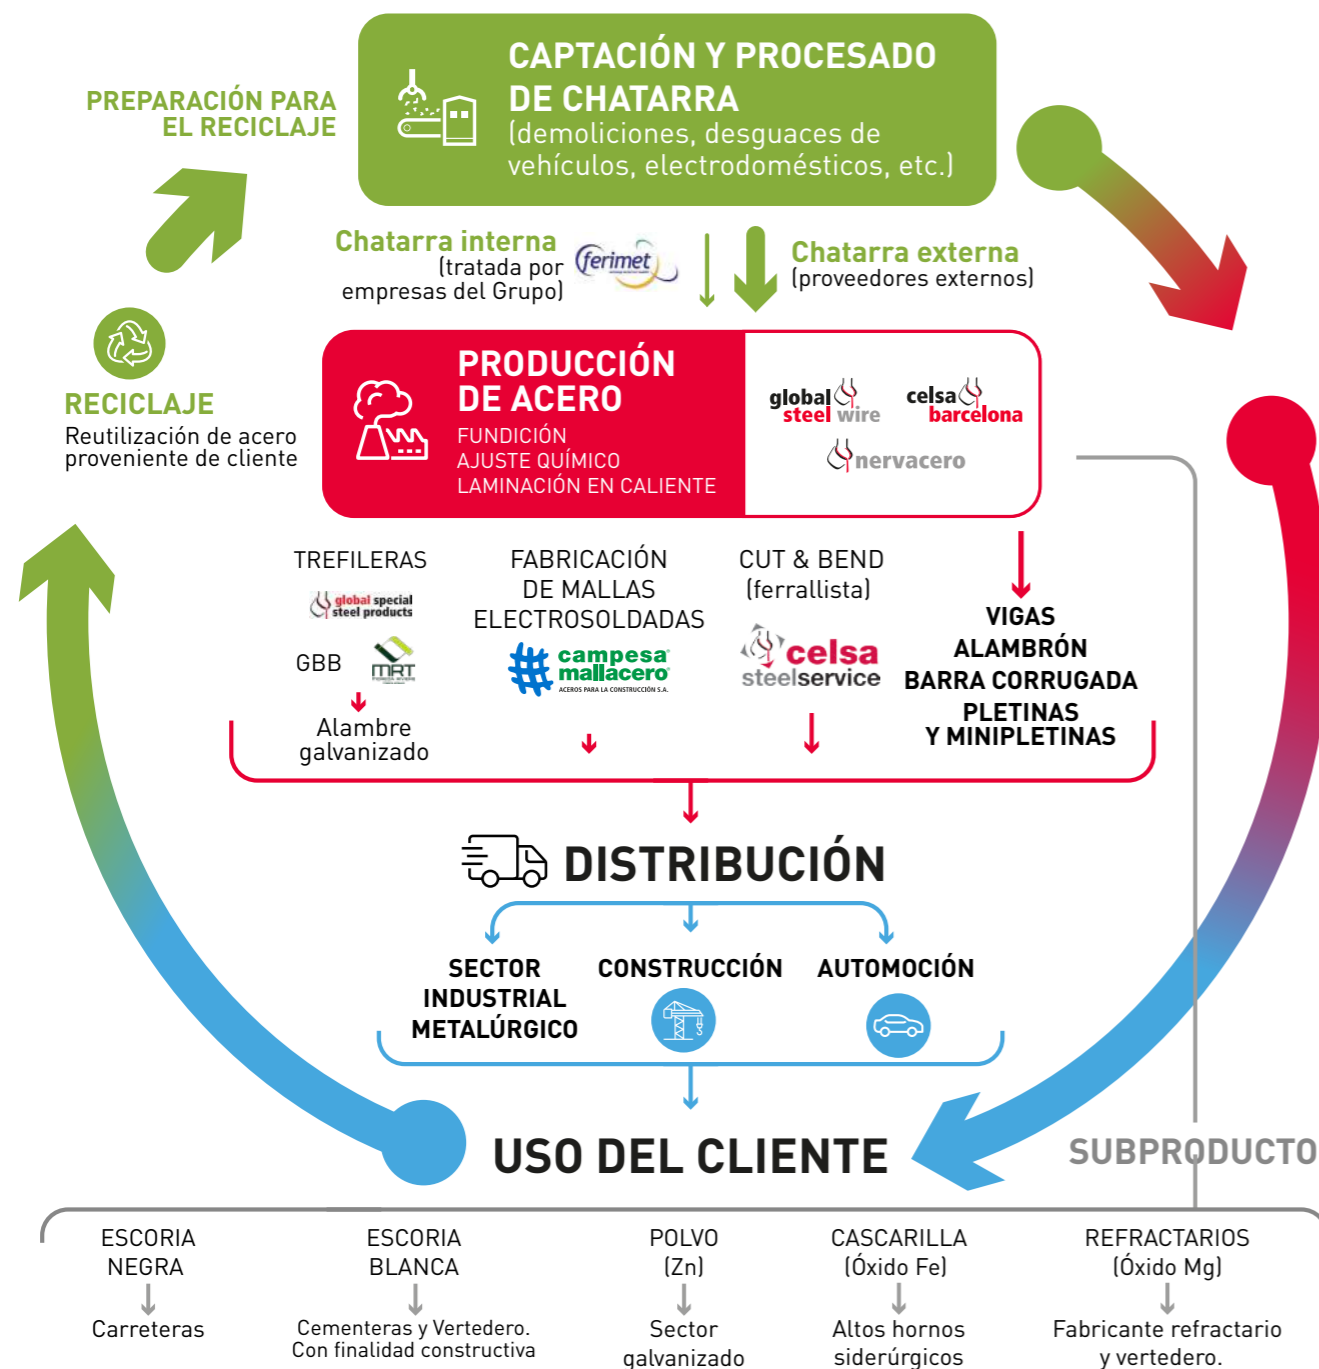 CAPTACIÓN Y PROCESADO
DE CHATARRA
(demoliciones, desguaces de
vehículos, electrodomésticos, etc.)
PREPARACIÓN PARA
EL RECICLAJE
Chatarra interna
(tratada por
empresas del Grupo)
ferimet
Chatarra externa
(proveedores externos)
RECICLAJE
Reutilización de acero
proveniente de cliente
PRODUCCIÓN
DE ACERO
FUNDICIÓN
AJUSTE QUÍMICO
LAMINACIÓN EN CALIENTE
global
steel wire
celsa
barcelona
nervacero
TREFILERAS
global special
steel products
GBB
MRT
Alambre
galvanizado
FABRICACIÓN
DE MALLAS
ELECTROSOLDADAS
campesa
mallacero
ACEROS PARA LA CONSTRUCCIÓN S.A.
CUT & BEND
(ferrallista)
celsa
steelservice
VIGAS
ALAMBRÓN
BARRA CORRUGADA
PLETINAS
Y MINIPLETINAS
DISTRIBUCIÓN
SECTOR
INDUSTRIAL
METALÚRGICO
CONSTRUCCIÓN
AUTOMOCIÓN
USO DEL CLIENTE
SUBPRODUCTO
ESCORIA
NEGRA
Carreteras
ESCORIA
BLANCA
Cementeras y Vertedero.
Con finalidad constructiva
POLVO
(Zn)
Sector
galvanizado
CASCARILLA
(Óxido Fe)
Altos hornos
siderúrgicos
REFRACTARIOS
(Óxido Mg)
Fabricante refractario
y vertedero.